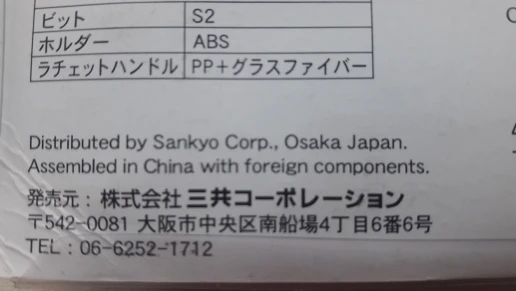 ビット S2
ホルダー ABS
ラチェットハンドル PP+グラスファイバー
Distributed by Sankyo Corp., Osaka Japan.
Assembled in China with foreign components.
発売元：株式会社 三共コーポレーション
〒542-0081 大阪市中央区南船場4丁目6番6号
TEL：06-6252-1712